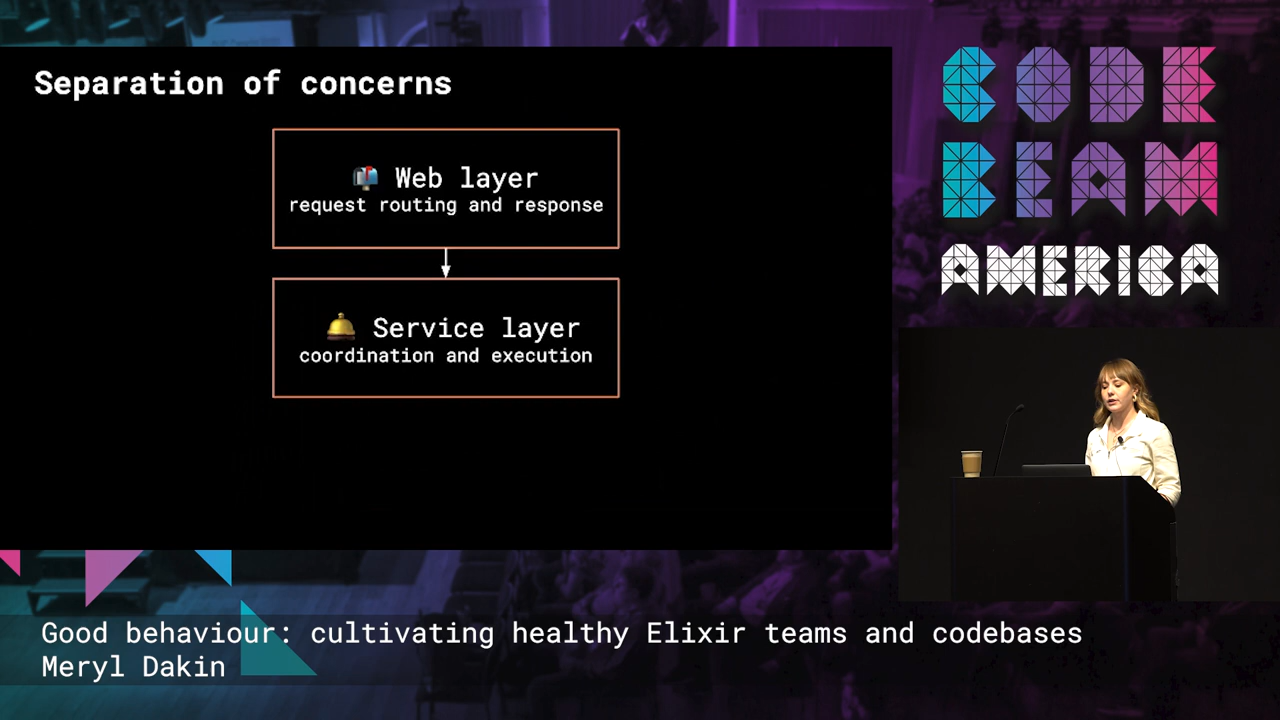 Separation of concerns
📬 Web layer
request routing and response
🛎️ Service layer
coordination and execution
CODE
BEAM
AMERICA
Good behaviour: cultivating healthy Elixir teams and codebases
Meryl Dakin